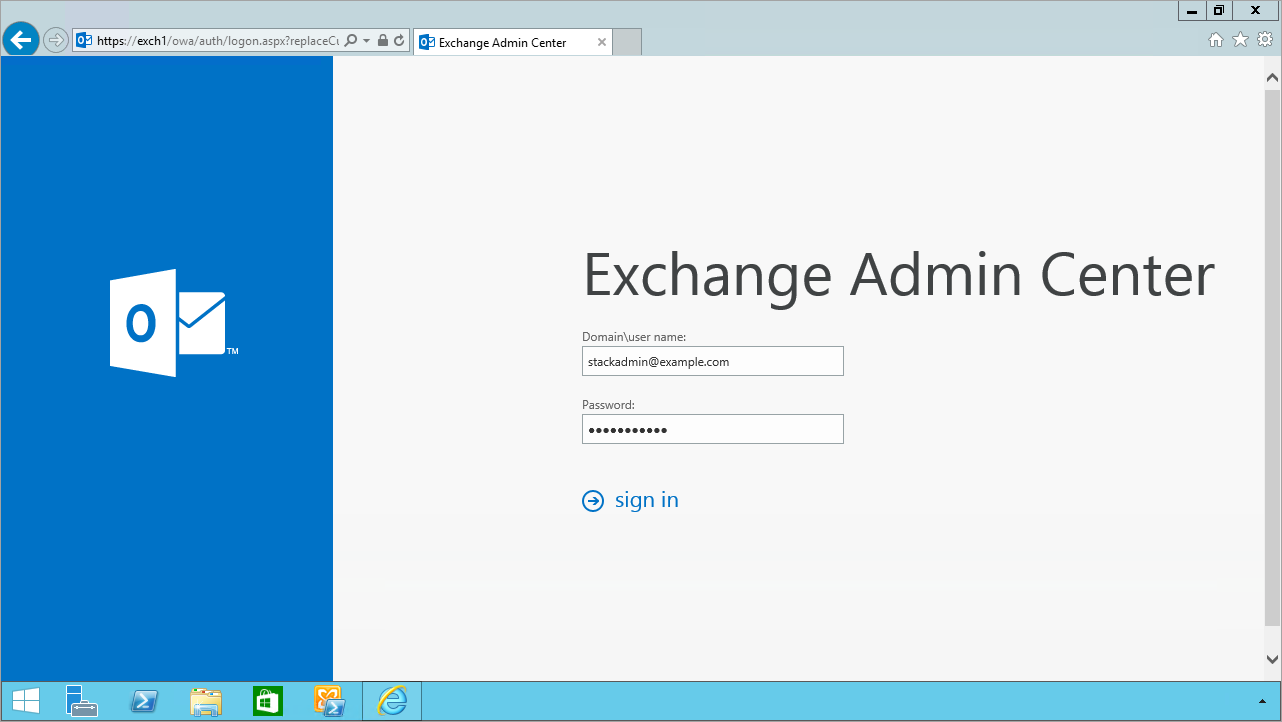 https://exch1/owa/auth/logon.aspx?replaceCu
Exchange Admin Center
Exchange Admin Center
Domain\user name:
stackadmin@example.com
Password:
•••••••••••
sign in
O
TM